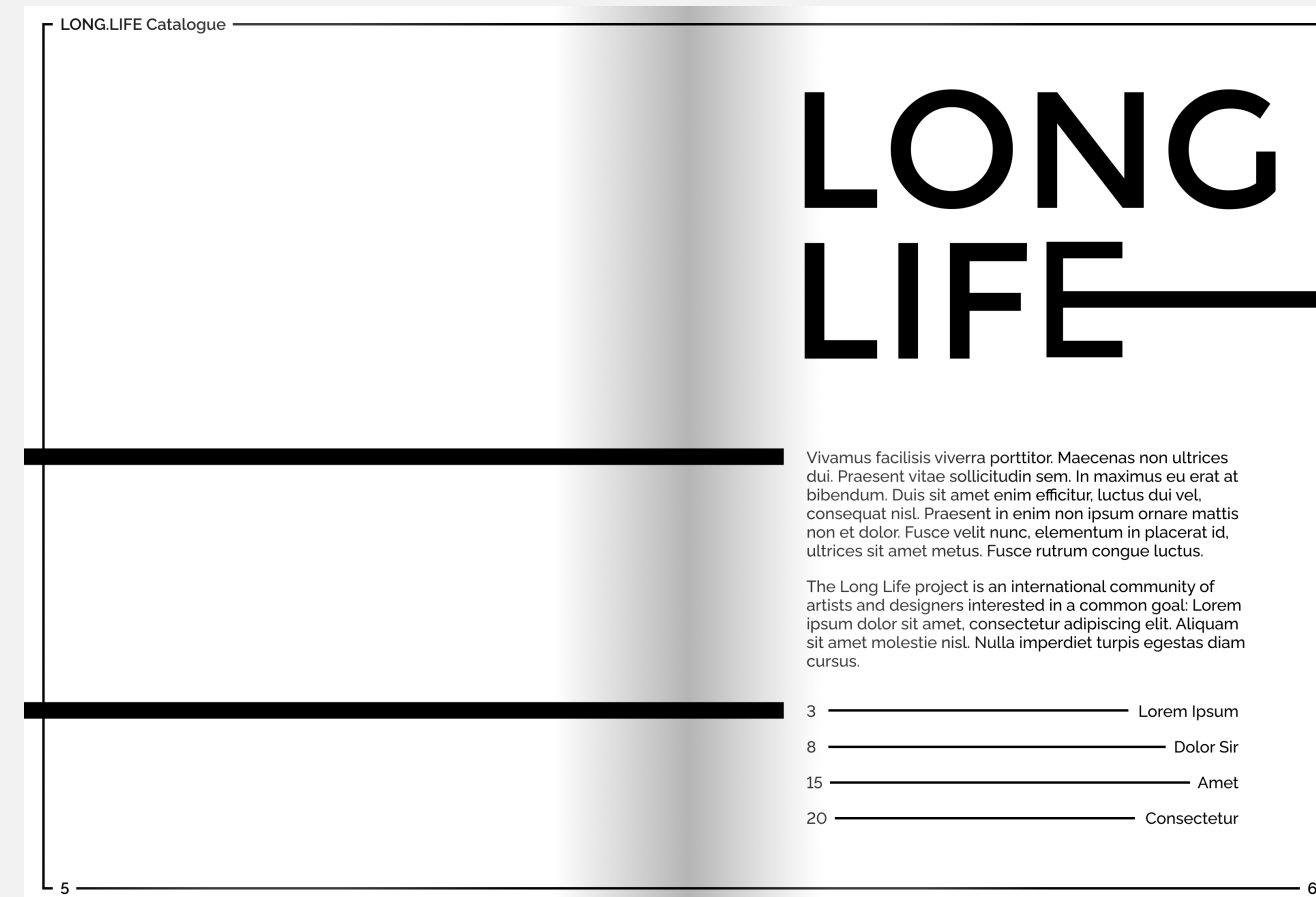 LONG.LIFE Catalogue
LONG
LIFE
Vivamus facilisis viverra porttitor. Maecenas non ultrices
dui. Praesent vitae sollicitudin sem. In maximus eu erat at
bibendum. Duis sit amet enim efficitur, luctus dui vel,
consequat nisl. Praesent in enim non ipsum ornare mattis
non et dolor. Fusce velit nunc, elementum in placerat id,
ultrices sit amet metus. Fusce rutrum congue luctus.
The Long Life project is an international community of
artists and designers interested in a common goal: Lorem
ipsum dolor sit amet, consectetur adipiscing elit. Aliquam
sit amet molestie nisl. Nulla imperdiet turpis egestas diam
cursus.
3 Lorem Ipsum
8 Dolor Sir
15 Amet
20 Consectetur
5
6